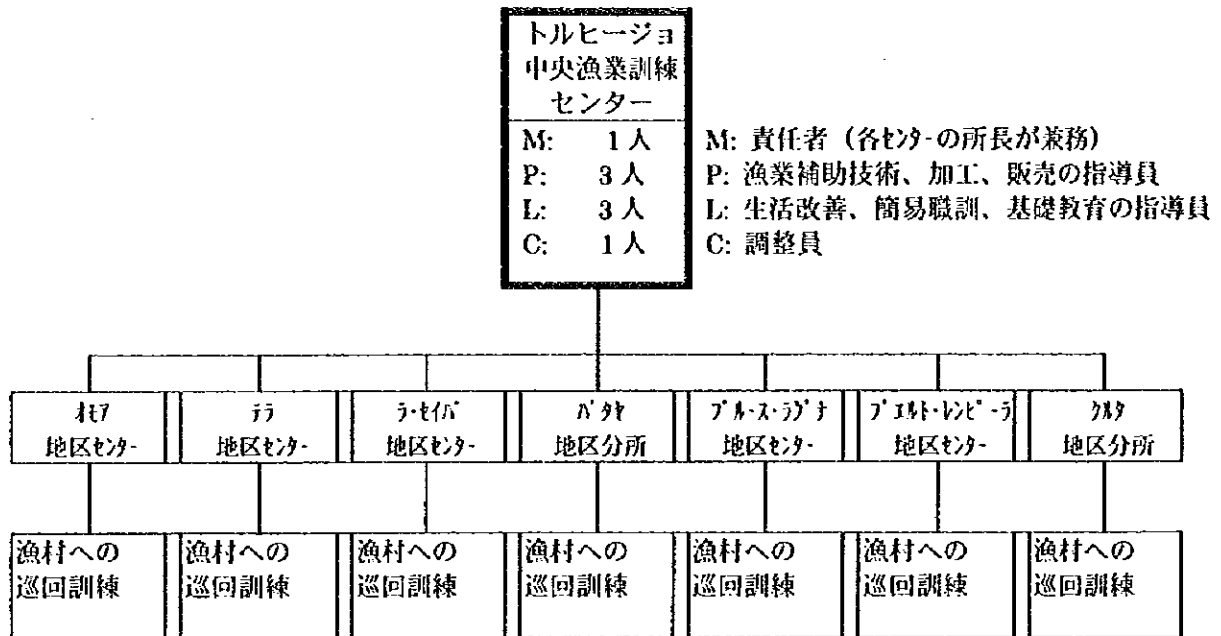 トルヒージョ
中央漁業訓練
センター
M: 1人
P: 3人
L: 3人
C: 1人
M: 責任者（各ｾﾝﾀｰの所長が兼務）
P: 漁業補助技術、加工、販売の指導員
L: 生活改善、簡易職訓、基礎教育の指導員
C: 調整員
ｵﾓｱ
地区ｾﾝﾀｰ
ﾃﾗ
地区ｾﾝﾀｰ
ﾗ･ｾｲﾊﾞ
地区ｾﾝﾀｰ
ﾊﾞﾀﾔ
地区分所
ﾌﾞﾙｰｽ･ﾗｸﾞﾅ
地区ｾﾝﾀｰ
ﾌﾟｴﾙﾄ･ﾚﾝﾋﾟｰﾗ
地区ｾﾝﾀｰ
ｸﾙﾀ
地区分所
漁村への
巡回訓練
漁村への
巡回訓練
漁村への
巡回訓練
漁村への
巡回訓練
漁村への
巡回訓練
漁村への
巡回訓練
漁村への
巡回訓練